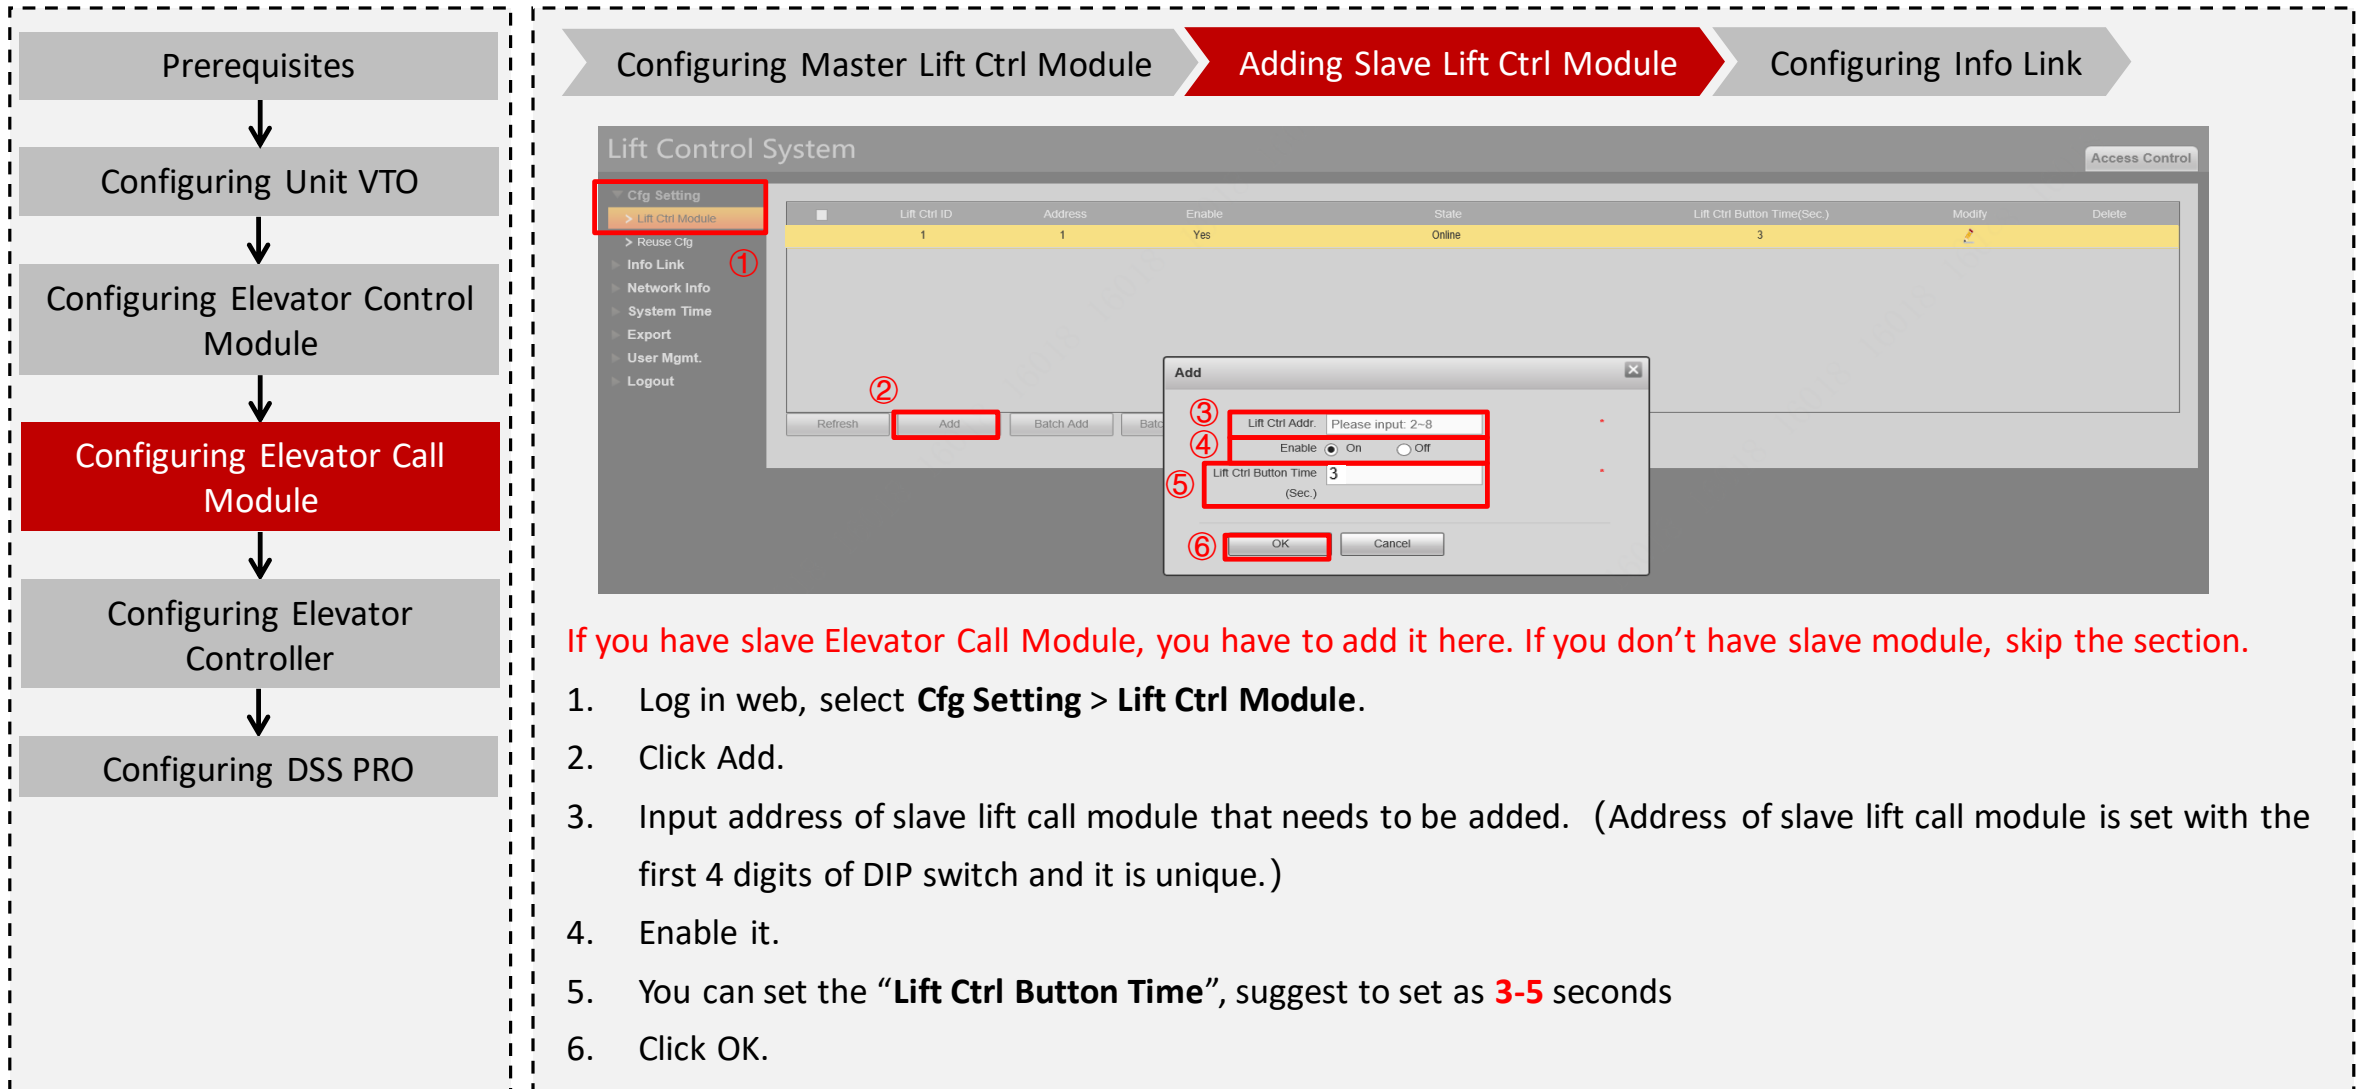 Prerequisites
Configuring Unit VTO
Configuring Elevator Control
Module
Configuring Elevator Call
Module
Configuring Elevator
Controller
Configuring DSS PRO
Configuring Master Lift Ctrl Module
Adding Slave Lift Ctrl Module
Configuring Info Link
Lift Control System
Access Control
Cfg Setting
> Lift Ctrl Module
> Reuse Cfg
①
Info Link
Network Info
System Time
Export
User Mgmt.
Logout
Lift Ctrl ID Address Enable State Lift Ctrl Button Time(Sec.) Modify Delete
1 1 Yes Online 3
②
Refresh Add Batch Add
Add
③ Lift Ctrl Addr. Please input: 2~8 *
④ Enable On Off
⑤ Lift Ctrl Button Time 3 *
(Sec.)
⑥ OK Cancel
If you have slave Elevator Call Module, you have to add it here. If you don’t have slave module, skip the section.
1. Log in web, select Cfg Setting > Lift Ctrl Module.
2. Click Add.
3. Input address of slave lift call module that needs to be added. (Address of slave lift call module is set with the
first 4 digits of DIP switch and it is unique.)
4. Enable it.
5. You can set the “Lift Ctrl Button Time”, suggest to set as 3-5 seconds
6. Click OK.